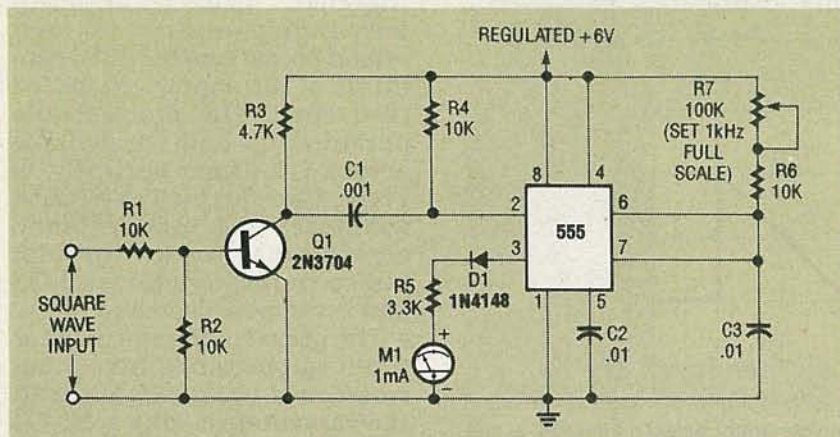 REGULATED +6V
R3
4.7K
R4
10K
R7
100K
(SET 1kHz
FULL
SCALE)
C1
.001
8
4
R6
10K
R1
10K
2
6
Q1
2N3704
555
3
7
R5
3.3K
D1
1N4148
SQUARE
WAVE
INPUT
R2
10K
1
5
C2
.01
C3
.01
M1
1mA
+
-